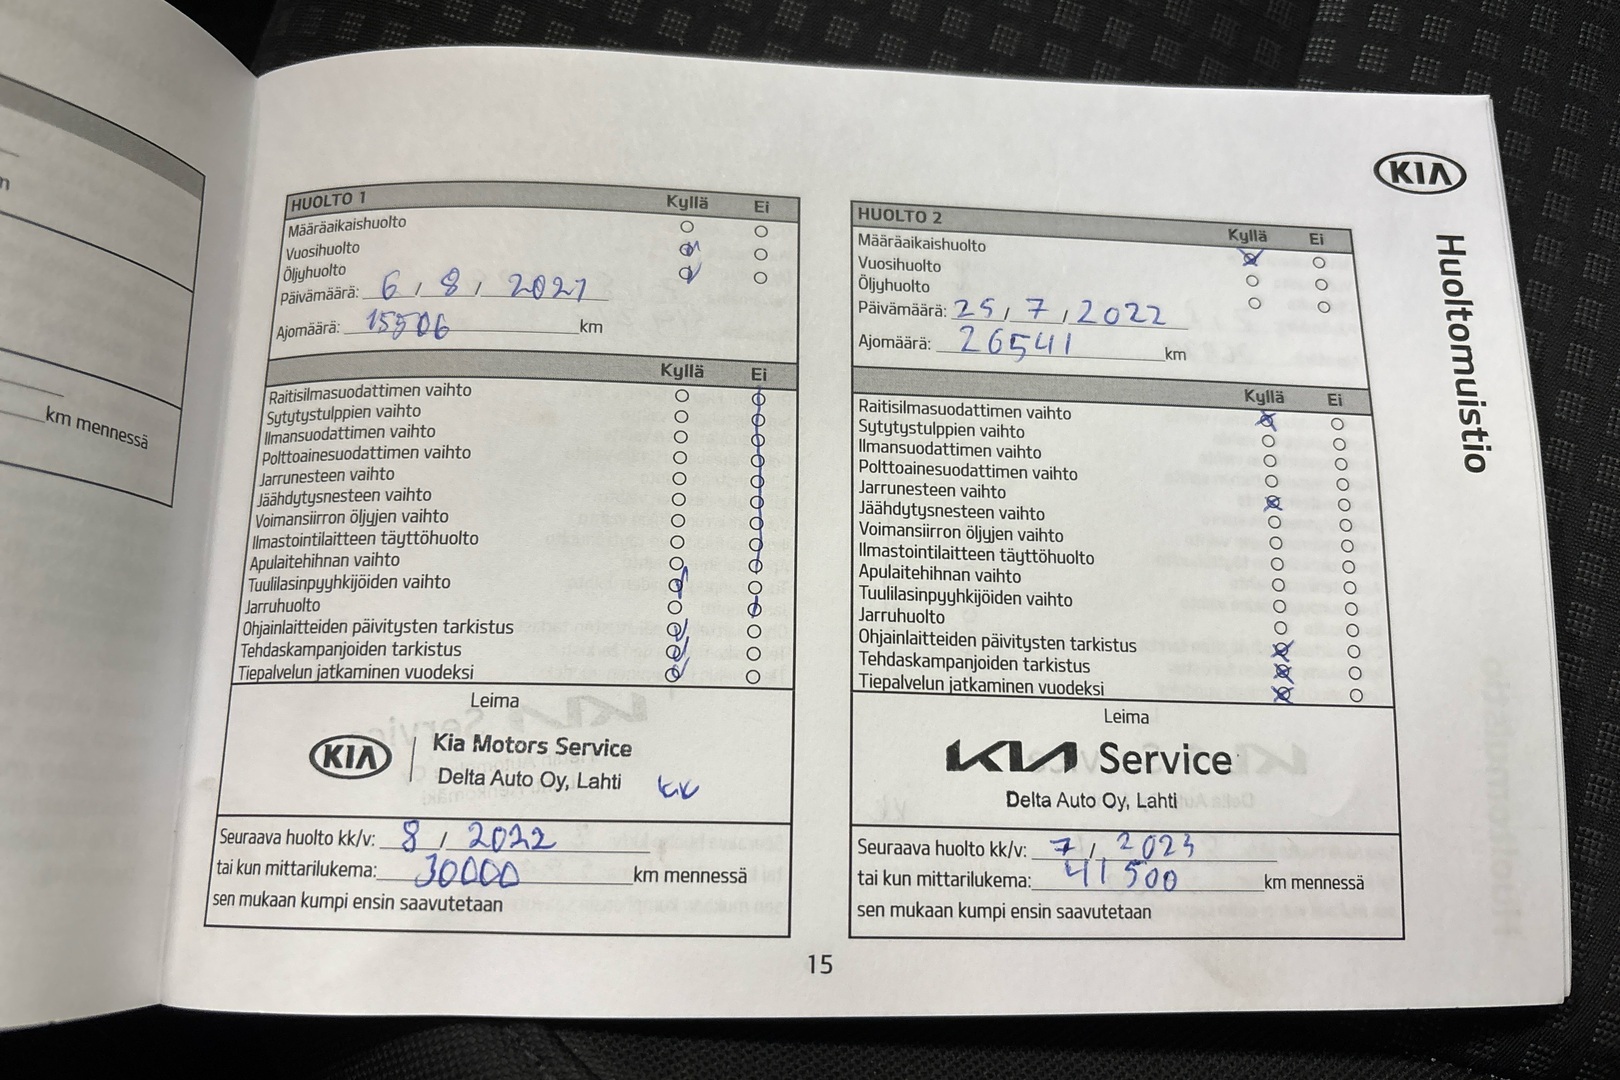 km mennessä
HUOLTO 1 Kyllä Ei
Määräaikaishuolto
Vuosihuolto
Öljyhuolto
Päivämäärä: 6 / 8 / 2021
Ajomäärä: 15506 km
Kyllä Ei
Raitisilmasuodattimen vaihto
Sytytystulppien vaihto
Ilmansuodattimen vaihto
Polttoainesuodattimen vaihto
Jarrunesteen vaihto
Jäähdytysnesteen vaihto
Voimansiirron öljyjen vaihto
Ilmastointilaitteen täyttöhuolto
Apulaitehihnan vaihto
Tuulilasinpyyhkijöiden vaihto
Jarruhuolto
Ohjainlaitteiden päivitysten tarkistus
Tehdaskampanjoiden tarkistus
Tiepalvelun jatkaminen vuodeksi
Leima
KIA Kia Motors Service
Delta Auto Oy, Lahti KK
Seuraava huolto kk/v: 8 / 2022
tai kun mittarilukema: 30000 km mennessä
sen mukaan kumpi ensin saavutetaan
HUOLTO 2 Kyllä Ei
Määräaikaishuolto
Vuosihuolto
Öljyhuolto
Päivämäärä: 25 / 7 / 2022
Ajomäärä: 26541 km
Kyllä Ei
Raitisilmasuodattimen vaihto
Sytytystulppien vaihto
Ilmansuodattimen vaihto
Polttoainesuodattimen vaihto
Jarrunesteen vaihto
Jäähdytysnesteen vaihto
Voimansiirron öljyjen vaihto
Ilmastointilaitteen täyttöhuolto
Apulaitehihnan vaihto
Tuulilasinpyyhkijöiden vaihto
Jarruhuolto
Ohjainlaitteiden päivitysten tarkistus
Tehdaskampanjoiden tarkistus
Tiepalvelun jatkaminen vuodeksi
Leima
KIA Service
Delta Auto Oy, Lahti
Seuraava huolto kk/v: 7 / 2023
tai kun mittarilukema: 41 500 km mennessä
sen mukaan kumpi ensin saavutetaan
KIA
Huoltomuistio
15